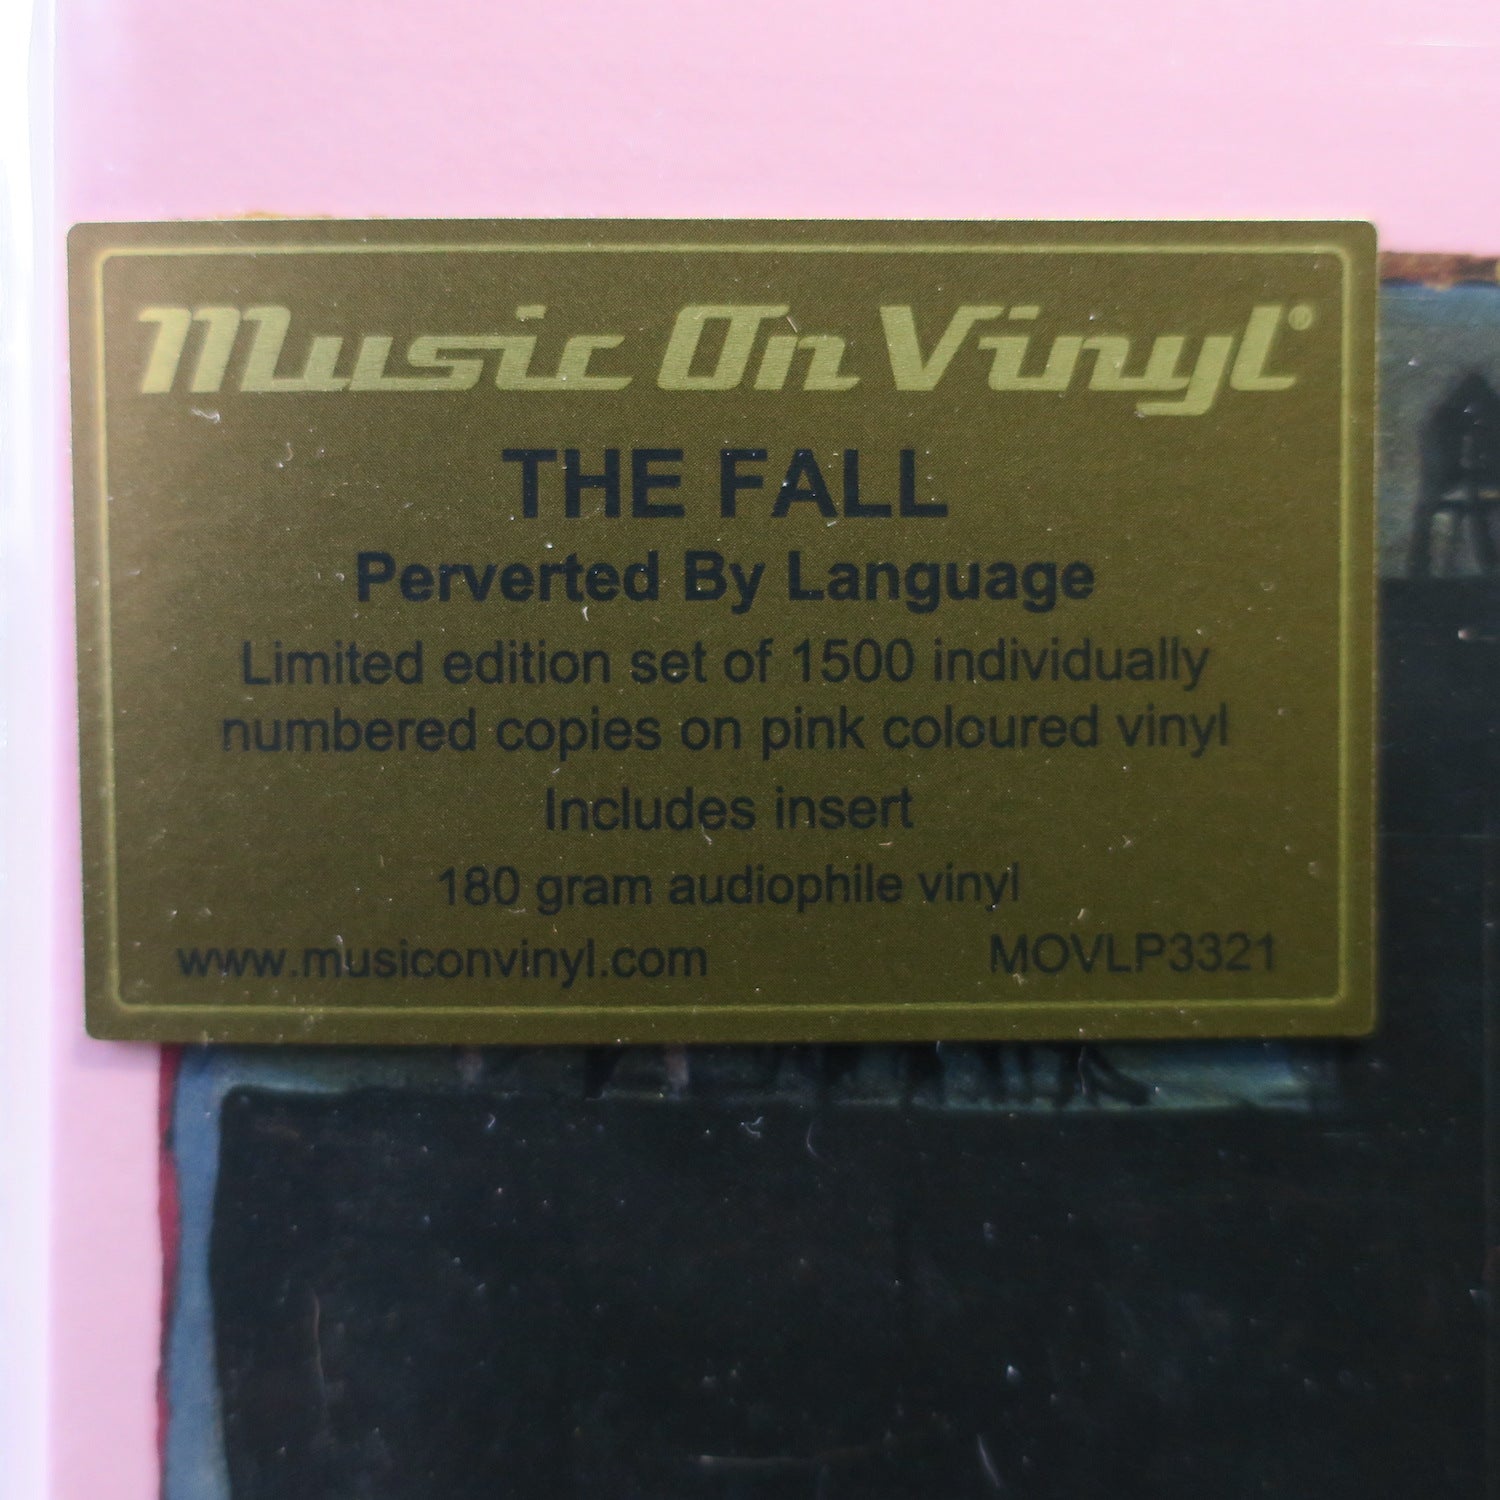 Music On Vinyl®
THE FALL
Perverted By Language
Limited edition set of 1500 individually
numbered copies on pink coloured vinyl
Includes insert
180 gram audiophile vinyl
www.musiconvinyl.com MOVLP3321